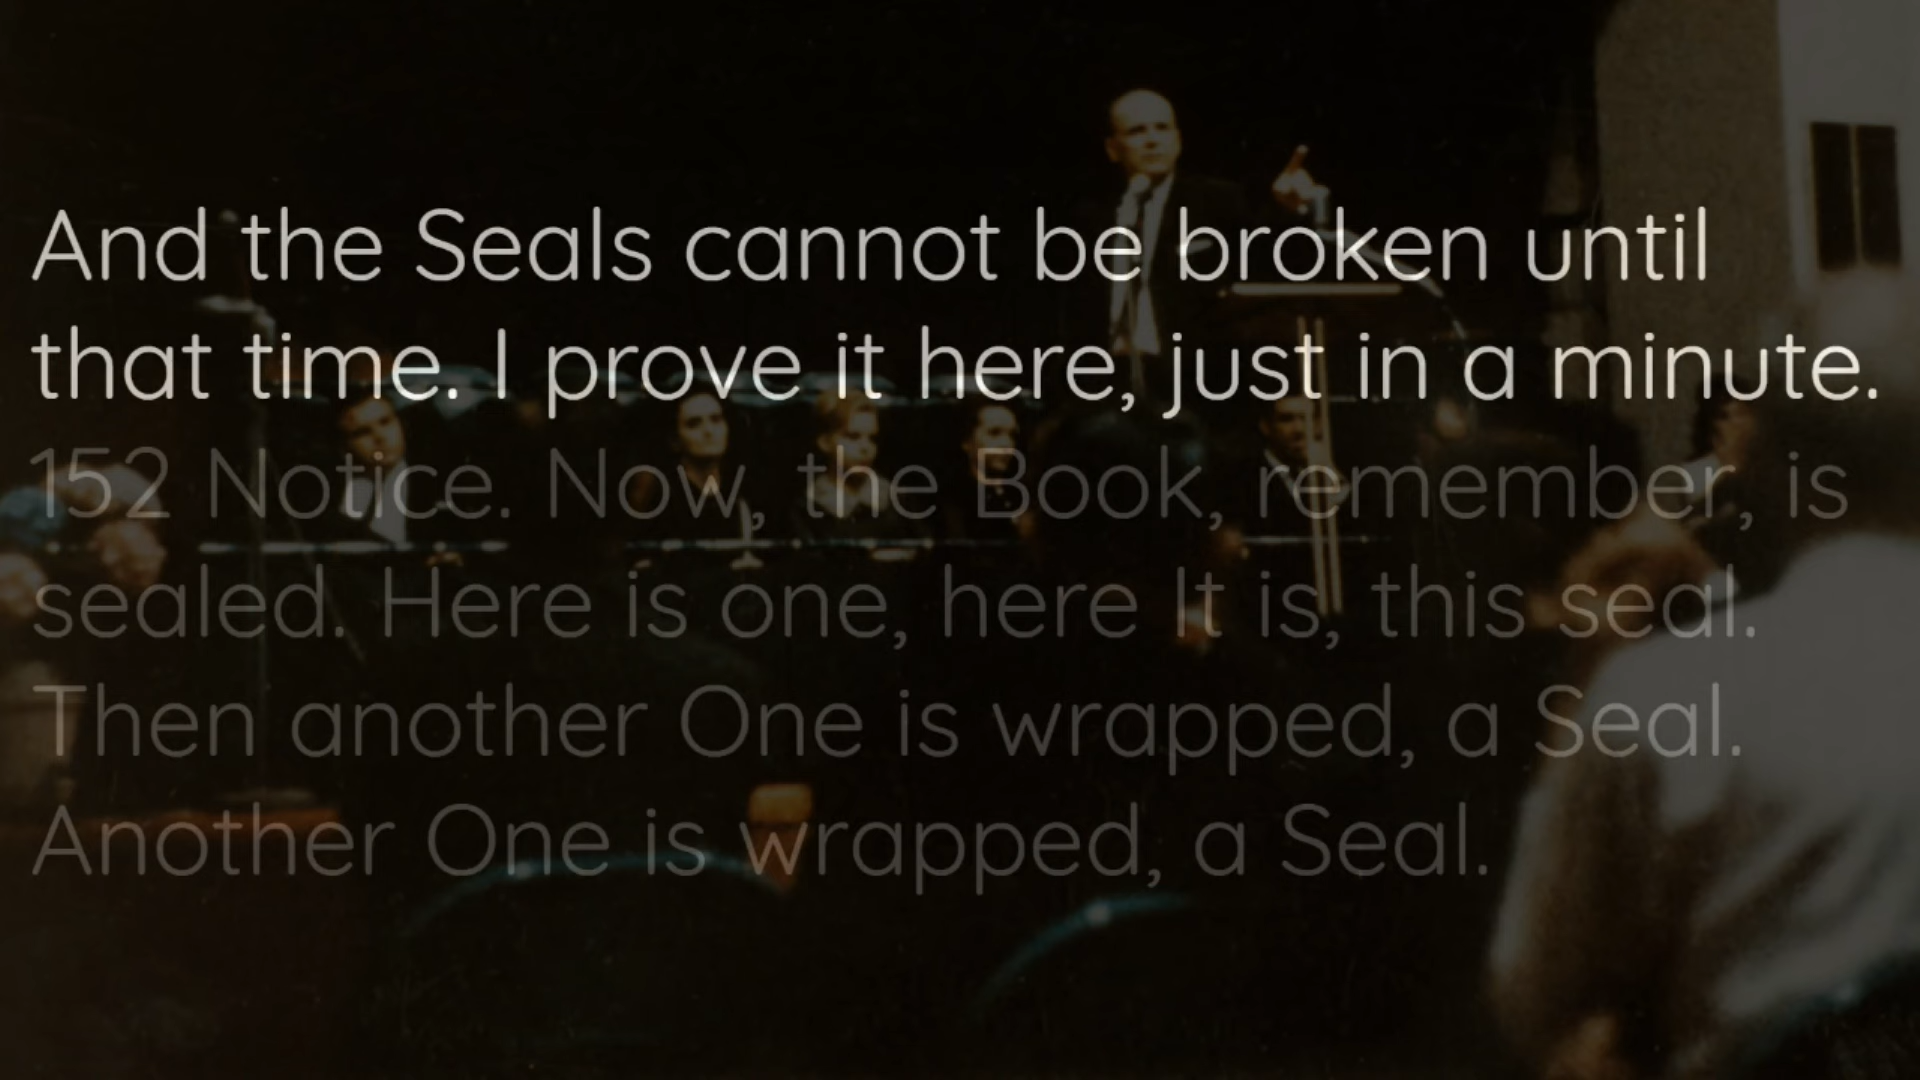 And the Seals cannot be broken until
that time. I prove it here, just in a minute.
152 Notice. Now, the Book, remember, is
sealed. Here is one, here It is, this seal.
Then another One is wrapped, a Seal.
Another One is wrapped, a Seal.